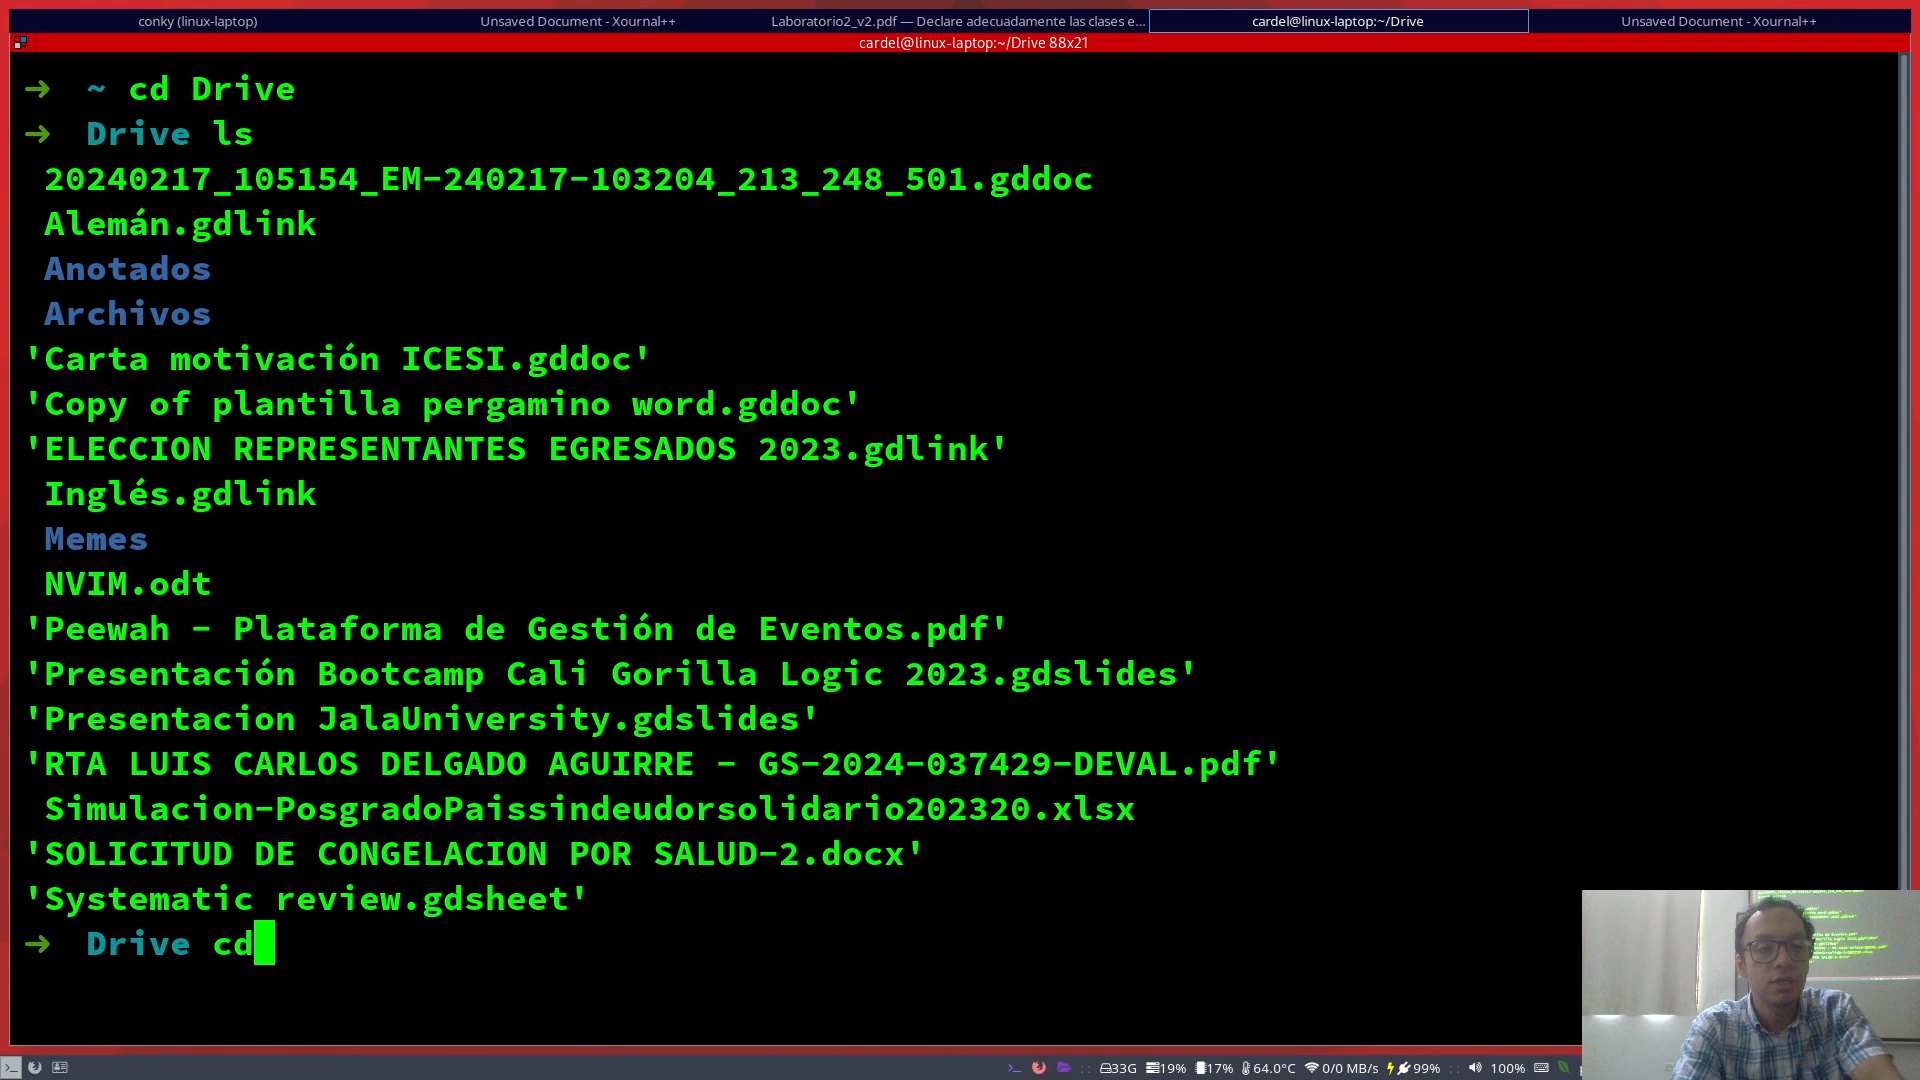 conky (linux-laptop)
Unsaved Document - Xournal++
Laboratorio2_v2.pdf — Declare adecuadamente las clases e...
cardel@linux-laptop:~/Drive
Unsaved Document - Xournal++
cardel@linux-laptop:~/Drive 88x21
➜ ~ cd Drive
➜ Drive ls
20240217_105154_EM-240217-103204_213_248_501.gddoc
Alemán.gdlink
Anotados
Archivos
'Carta motivación ICESI.gddoc'
'Copy of plantilla pergamino word.gddoc'
'ELECCION REPRESENTANTES EGRESADOS 2023.gdlink'
Inglés.gdlink
Memes
NVIM.odt
'Peewah - Plataforma de Gestión de Eventos.pdf'
'Presentación Bootcamp Cali Gorilla Logic 2023.gdslides'
'Presentacion JalaUniversity.gdslides'
'RTA LUIS CARLOS DELGADO AGUIRRE - GS-2024-037429-DEVAL.pdf'
Simulacion-PosgradoPaissindeudorsolidario202320.xlsx
'SOLICITUD DE CONGELACION POR SALUD-2.docx'
'Systematic review.gdsheet'
➜ Drive cd
33G 19% 17% 64.0°C 0/0 MB/s 99% 100%